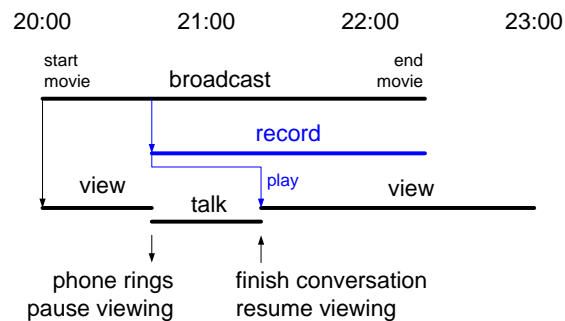 20:00 21:00 22:00 23:00
start
movie
broadcast
end
movie
record
play
view
talk
view
phone rings
pause viewing
finish conversation
resume viewing